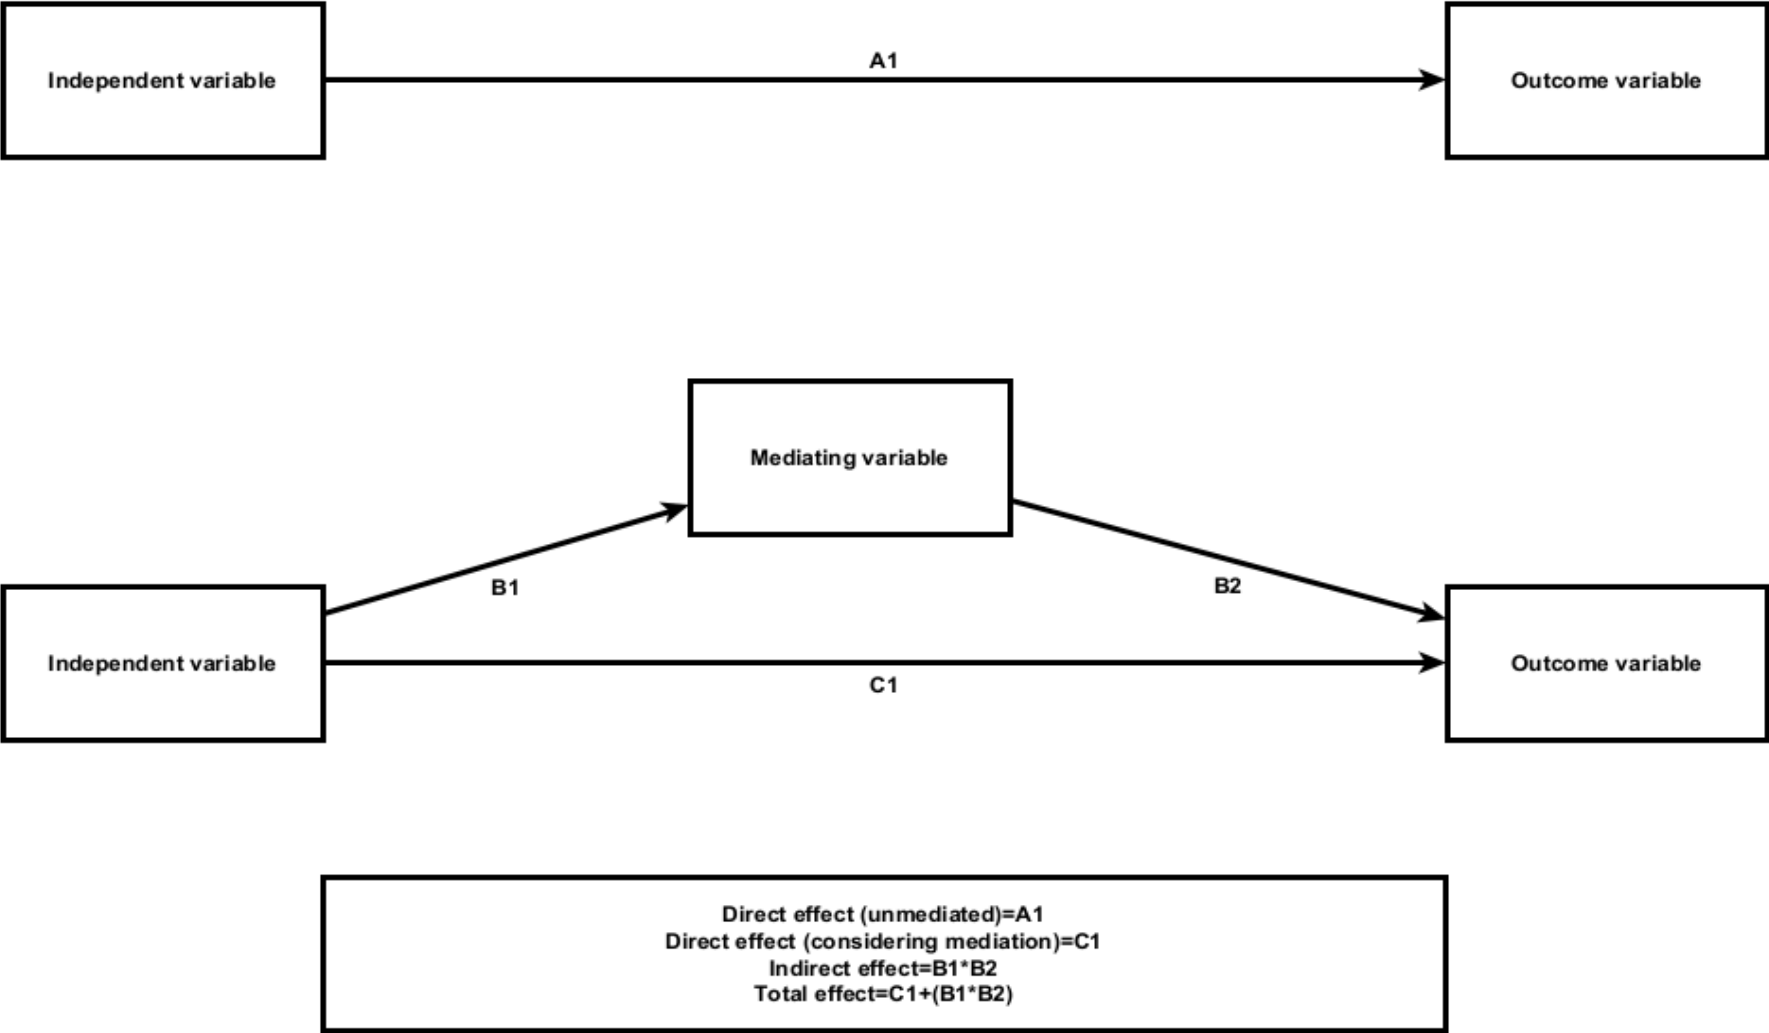 Independent variable
A1
Outcome variable
Mediating variable
B1
B2
Independent variable
C1
Outcome variable
Direct effect (unmediated)=A1
Direct effect (considering mediation)=C1
Indirect effect=B1*B2
Total effect=C1+(B1*B2)